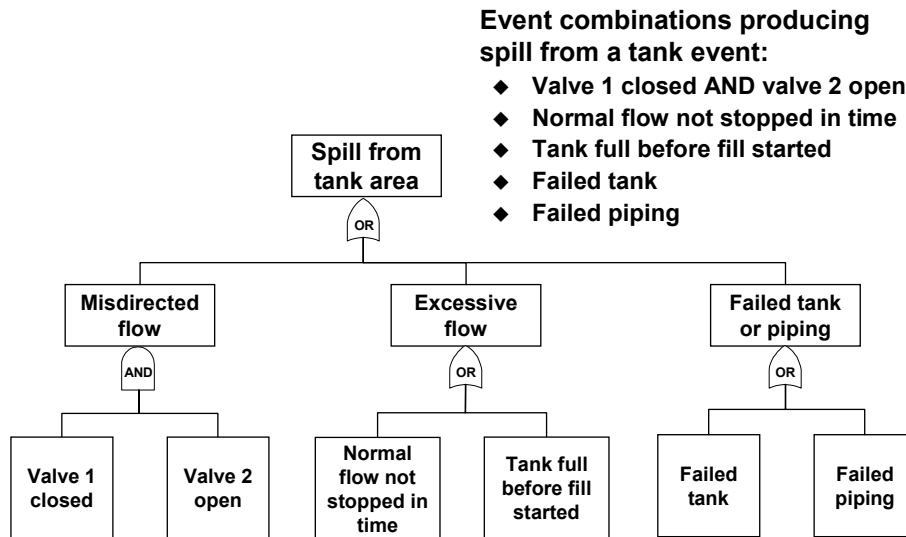 Event combinations producing
spill from a tank event:
◆ Valve 1 closed AND valve 2 open
◆ Normal flow not stopped in time
◆ Tank full before fill started
◆ Failed tank
◆ Failed piping
Spill from
tank area
OR
Misdirected
flow
Excessive
flow
Failed tank
or piping
AND
OR
OR
Valve 1
closed
Valve 2
open
Normal
flow not
stopped in
time
Tank full
before fill
started
Failed
tank
Failed
piping